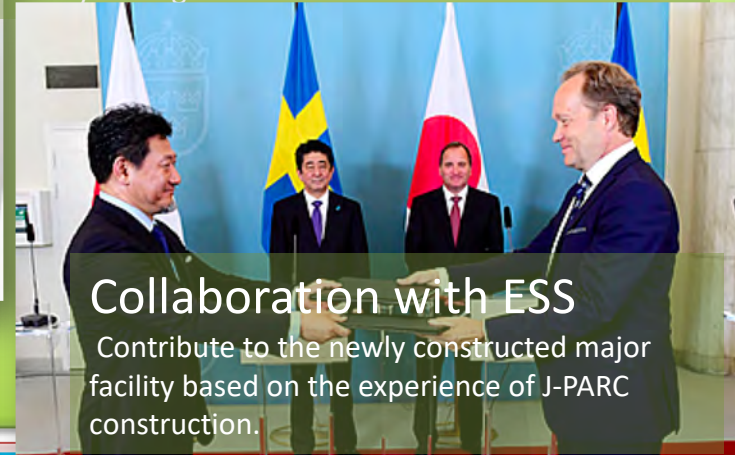 Collaboration with ESS
Contribute to the newly constructed major
facility based on the experience of J-PARC
construction.